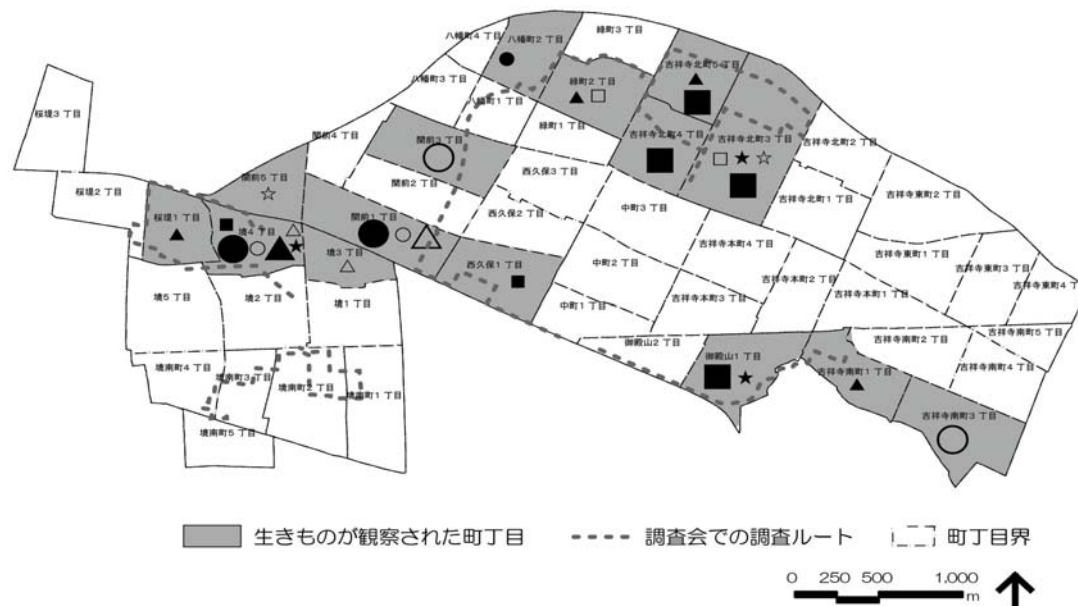 八幡町4 丁目
八幡町2 丁目
緑町3 丁目
吉祥寺北町5 丁目
八幡町3 丁目
緑町2 丁目
桜堤3 丁目
八幡町1 丁目
関前4 丁目
関前3 丁目
緑町1 丁目
吉祥寺北町4 丁目
吉祥寺北町3 丁目
吉祥寺北町2 丁目
西久保3 丁目
関前5 丁目
関前2 丁目
桜堤2 丁目
吉祥寺東町2 丁目
吉祥寺北町1 丁目
中町3 丁目
西久保2 丁目
桜堤1 丁目
関前1 丁目
境4 丁目
境3 丁目
吉祥寺本町4 丁目
吉祥寺東町1 丁目
西久保1 丁目
中町2 丁目
吉祥寺本町2 丁目
吉祥寺東町3 丁目
吉祥寺東町4 丁目
境5 丁目
境2 丁目
境1 丁目
中町1 丁目
吉祥寺本町3 丁目
吉祥寺本町1 丁目
吉祥寺南町5 丁目
御殿山2 丁目
吉祥寺南町2 丁目
御殿山1 丁目
境南町4 丁目
境南町3 丁目
境南町2 丁目
境南町1 丁目
吉祥寺南町1 丁目
吉祥寺南町4 丁目
吉祥寺南町3 丁目
境南町5 丁目
生きものが観察された町丁目
調査会での調査ルート
町丁目界
0 250 500 1,000
m